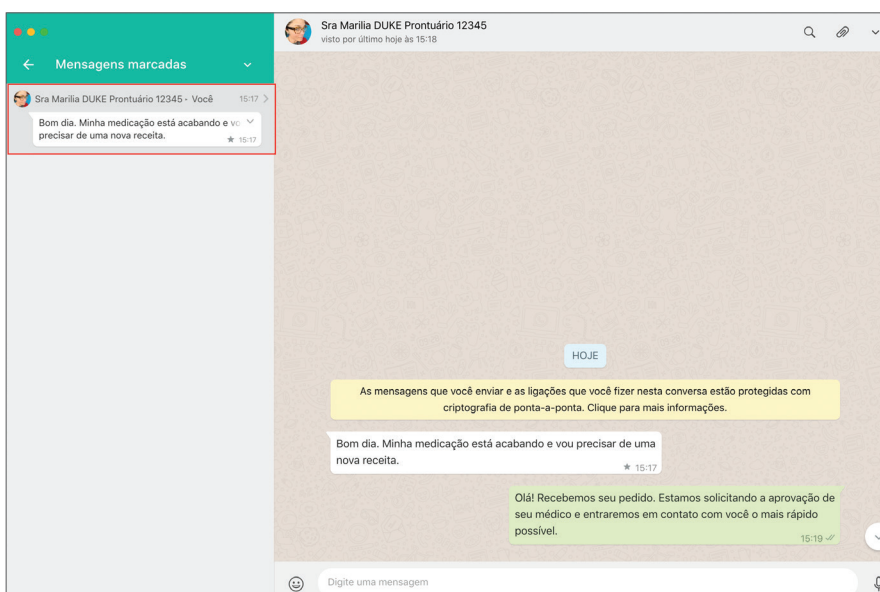 Mensagens marcadas
Sra Marilia DUKE Prontuário 12345 - Você 15:17
Bom dia. Minha medicação está acabando e vo
precisar de uma nova receita.
15:17
Sra Marilia DUKE Prontuário 12345
visto por último hoje às 15:18
HOJE
As mensagens que você enviar e as ligações que você fizer nesta conversa estão protegidas com
criptografia de ponta-a-ponta. Clique para mais informações.
Bom dia. Minha medicação está acabando e vou precisar de uma
nova receita.
15:17
Olá! Recebemos seu pedido. Estamos solicitando a aprovação de
seu médico e entraremos em contato com você o mais rápido
possível.
15:19
Digite uma mensagem